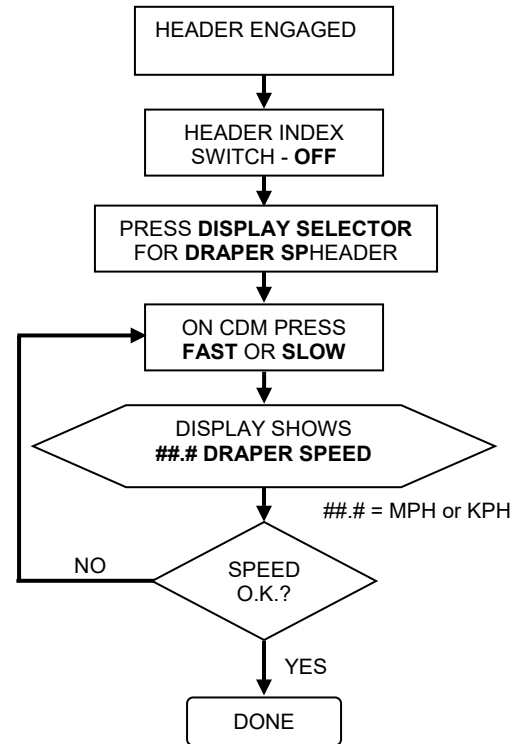 HEADER ENGAGED
HEADER INDEX
SWITCH - OFF
PRESS DISPLAY SELECTOR
FOR DRAPER SPHEADER
ON CDM PRESS
FAST OR SLOW
DISPLAY SHOWS
##.# DRAPER SPEED
##.# = MPH or KPH
NO
SPEED
O.K.?
YES
DONE